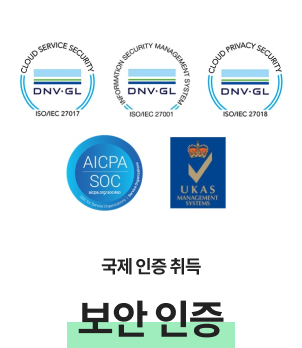 CLOUD SERVICE SECURITY
DNV·GL
ISO/IEC 27017
INFORMATION SECURITY MANAGEMENT SYSTEM
DNV·GL
ISO/IEC 27001
CLOUD PRIVACY SECURITY
DNV·GL
ISO/IEC 27018
AICPA
SOC
aicpa.org/soc4so
UKAS
MANAGEMENT
SYSTEMS
국제 인증 취득
보안 인증